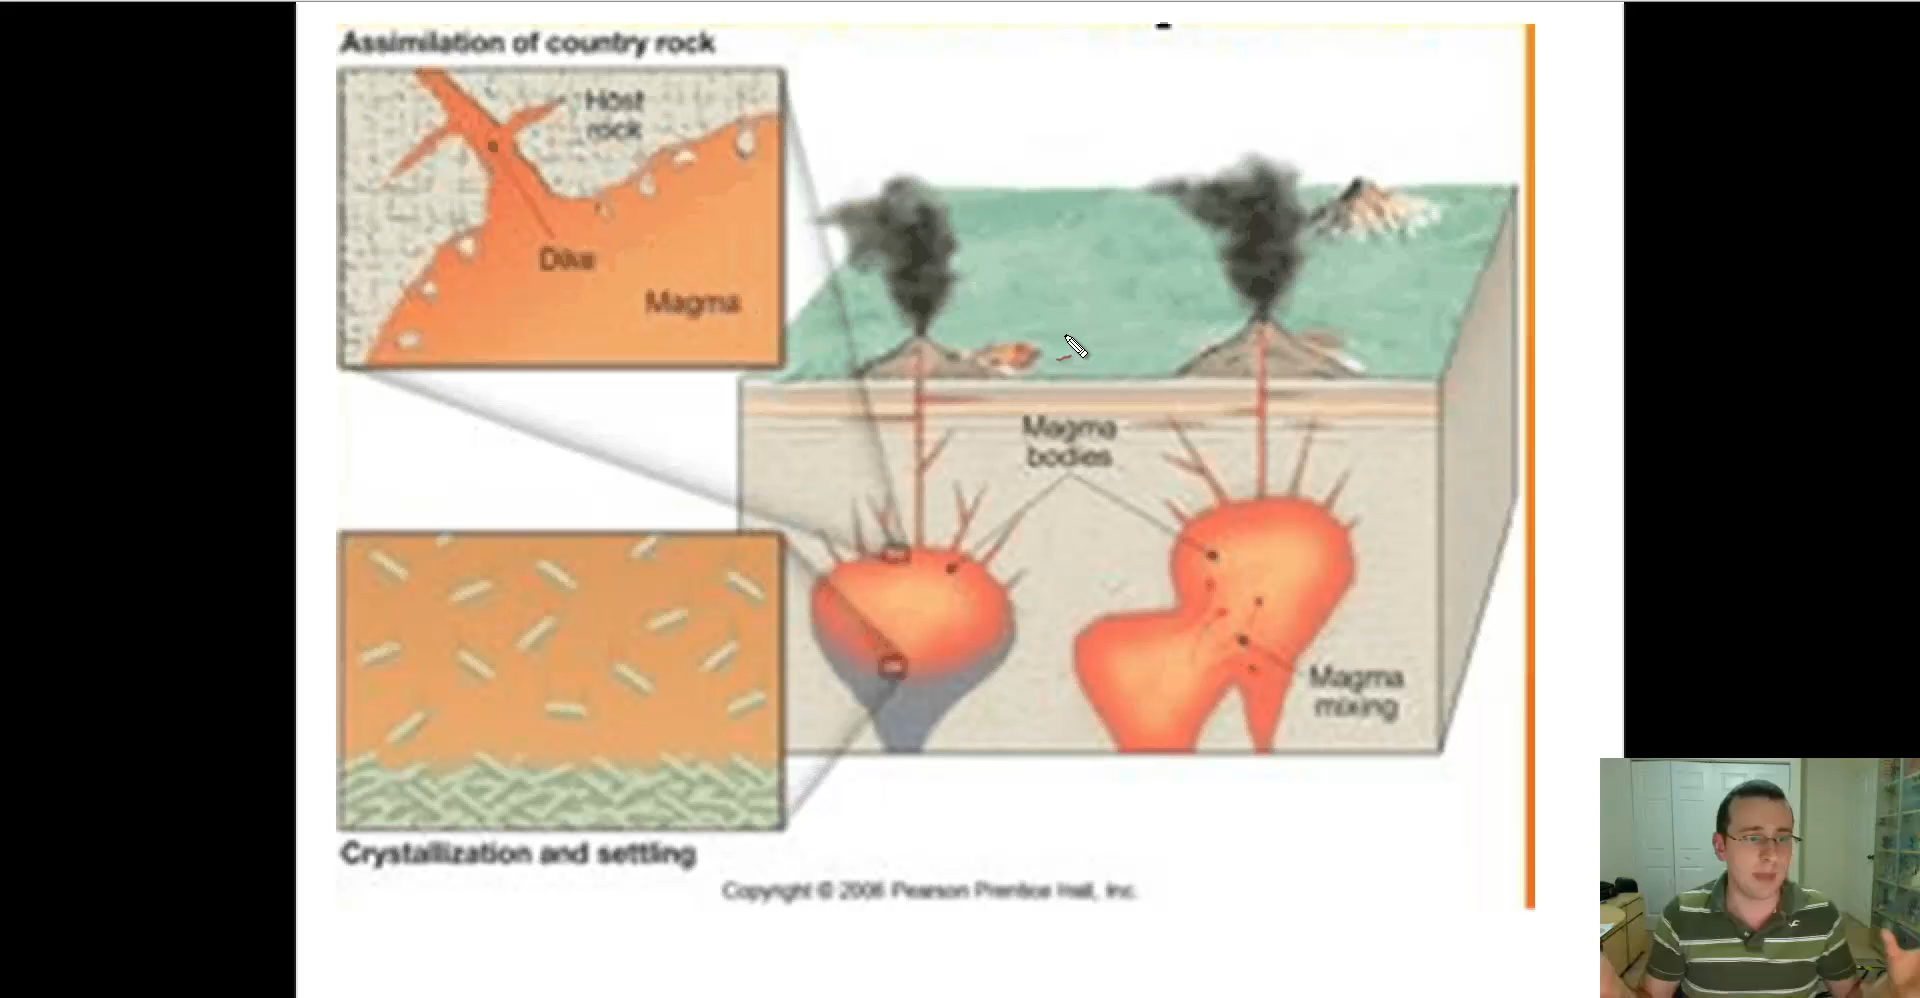 Assimilation of country rock
Host
rock
Dike
Magma
Magma
bodies
Magma
mixing
Crystallization and settling
Copyright © 2006 Pearson Prentice Hall, Inc.